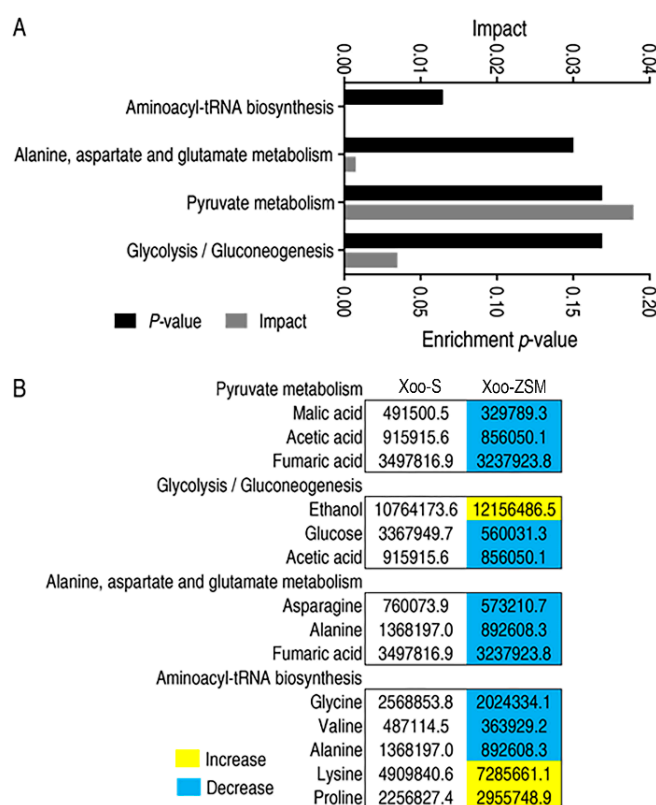 A
Impact
0.00 0.01 0.02 0.03 0.04
Aminoacyl-tRNA biosynthesis
Alanine, aspartate and glutamate metabolism
Pyruvate metabolism
Glycolysis / Gluconeogenesis
0.00 0.05 0.10 0.15 0.20
P-value Impact
Enrichment p-value
B
Pyruvate metabolism Xoo-S Xoo-ZSM
Malic acid 491500.5 329789.3
Acetic acid 915915.6 856050.1
Fumaric acid 3497816.9 3237923.8
Glycolysis / Gluconeogenesis
Ethanol 10764173.6 12156486.5
Glucose 3367949.7 560031.3
Acetic acid 915915.6 856050.1
Alanine, aspartate and glutamate metabolism
Asparagine 760073.9 573210.7
Alanine 1368197.0 892608.3
Fumaric acid 3497816.9 3237923.8
Aminoacyl-tRNA biosynthesis
Glycine 2568853.8 2024334.1
Valine 487114.5 363929.2
Alanine 1368197.0 892608.3
Lysine 4909840.6 7285661.1
Proline 2256827.4 2955748.9
Increase
Decrease